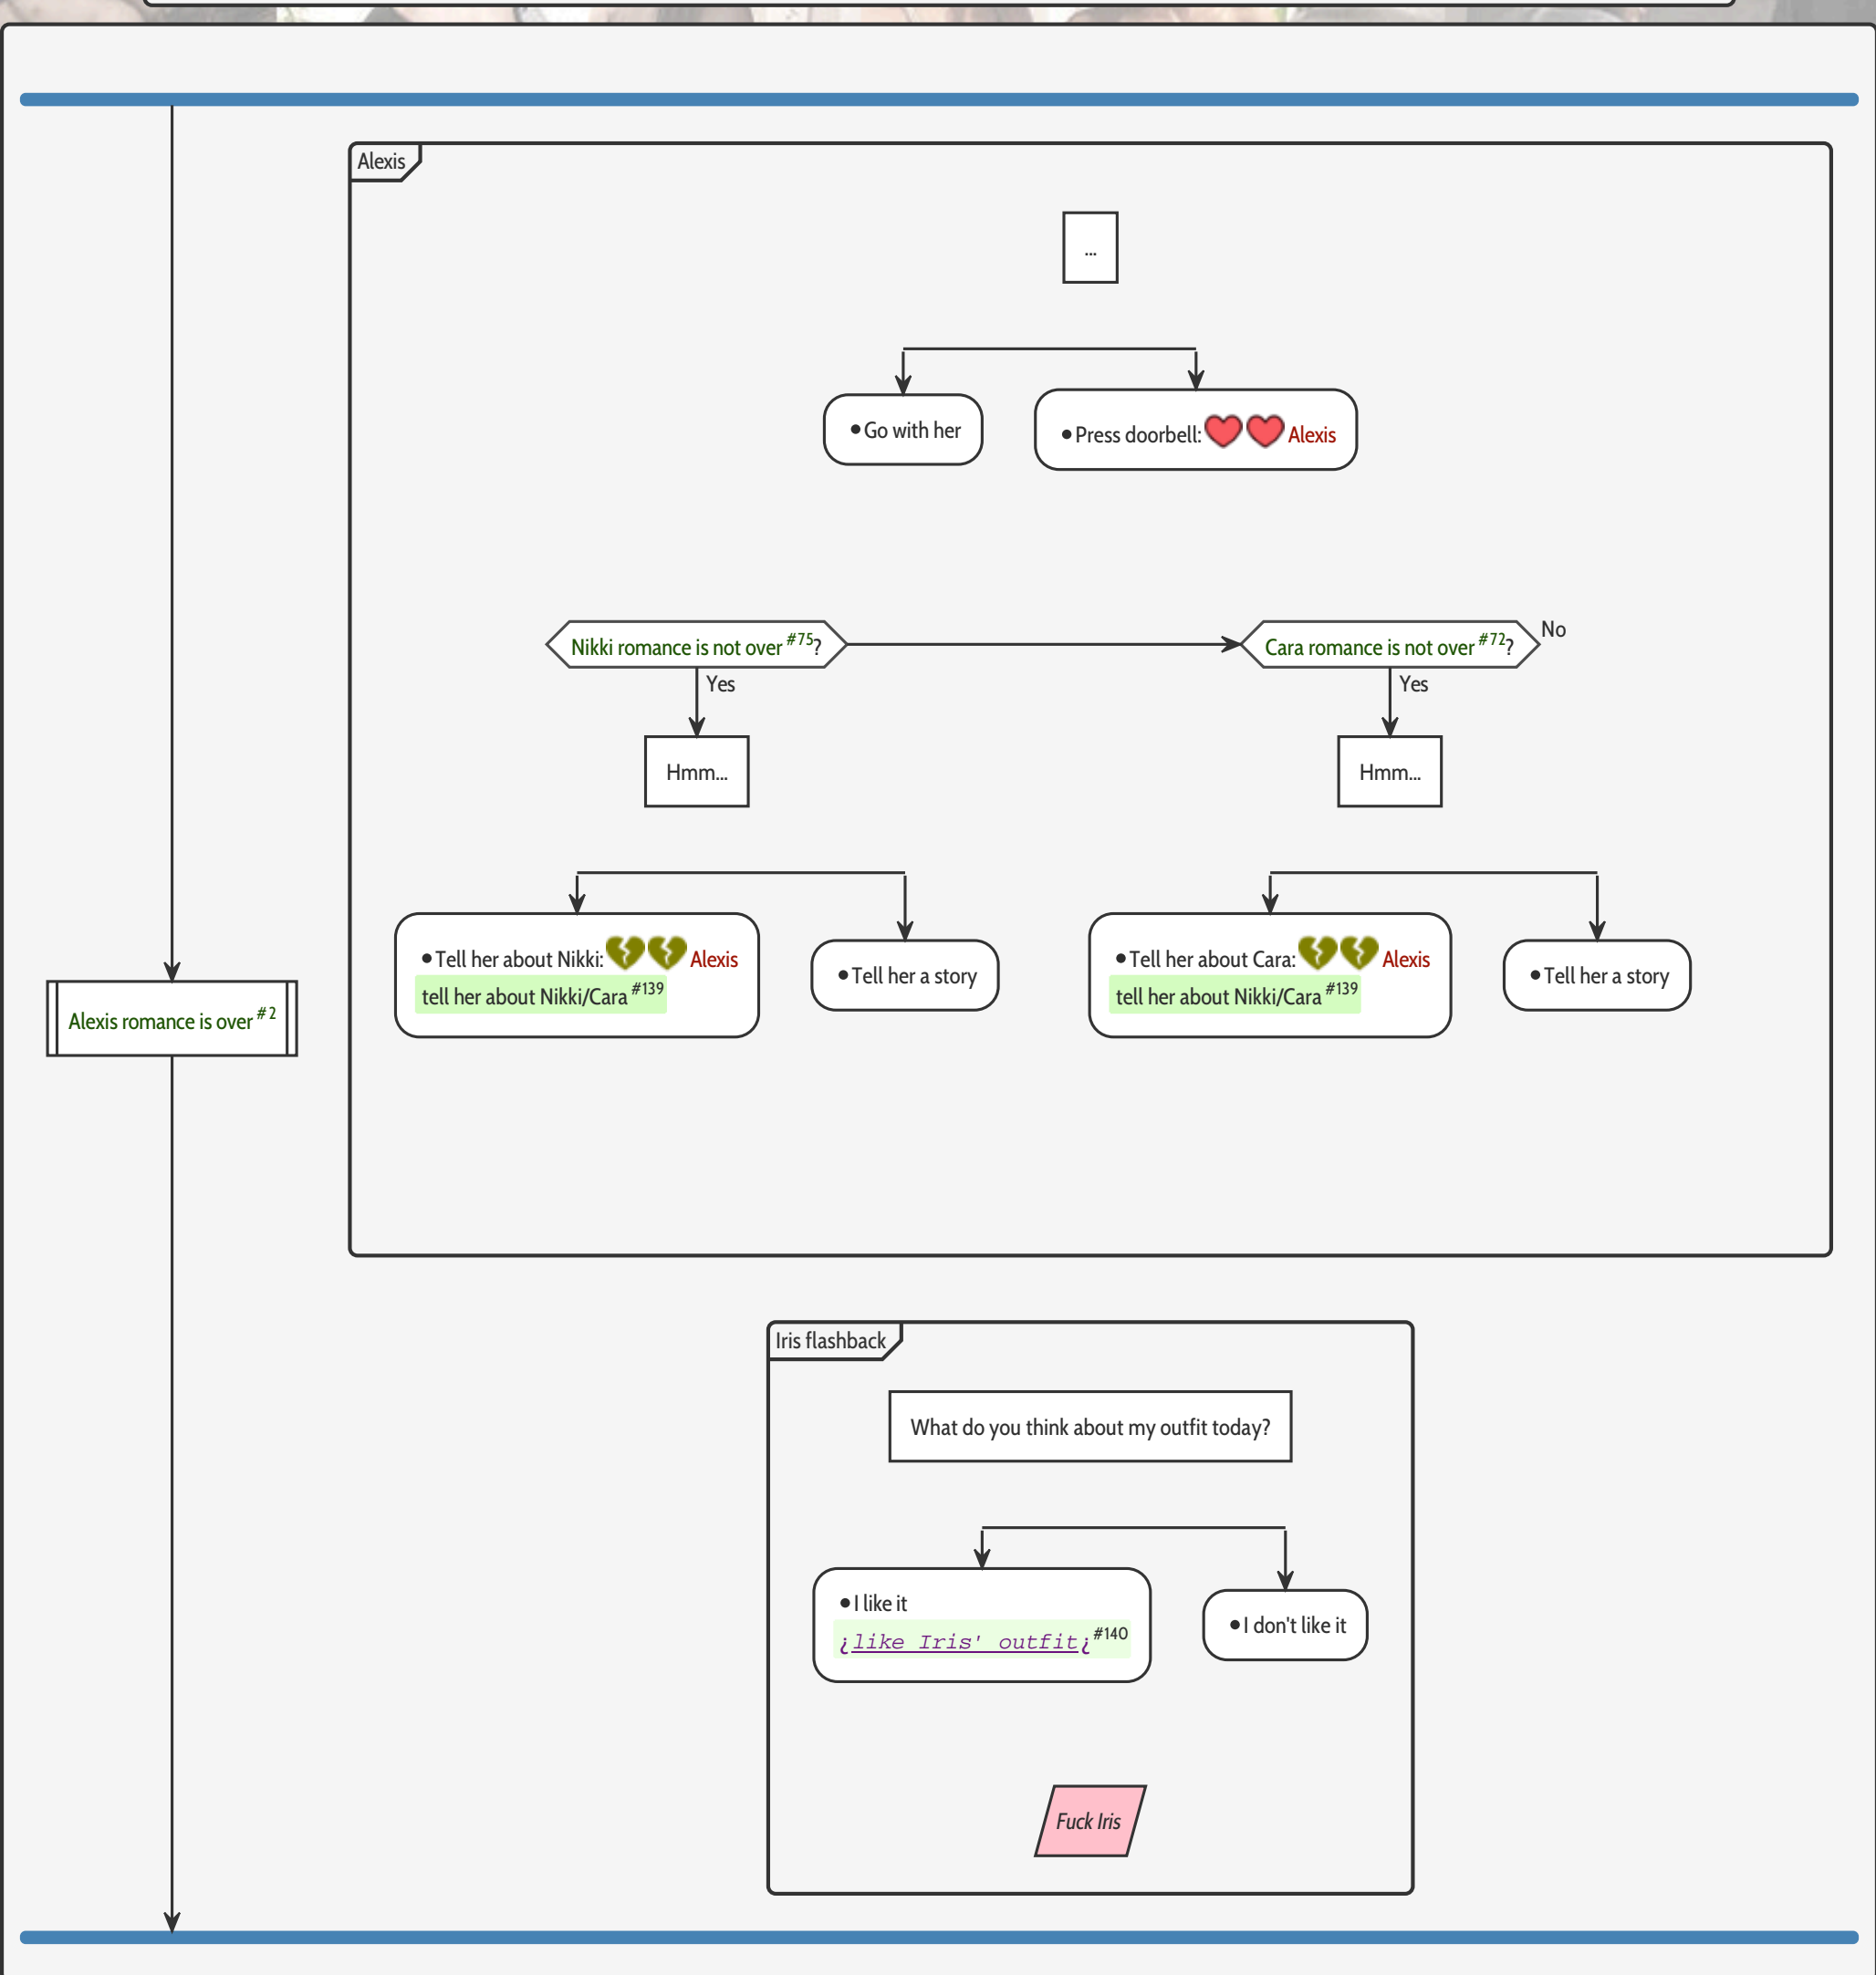 Alexis
...
•Go with her
•Press doorbell: Alexis
Nikki romance is not over #75?
Cara romance is not over #72?
No
Yes
Yes
Hmm...
Hmm...
•Tell her about Nikki: Alexis
tell her about Nikki/Cara #139
•Tell her a story
•Tell her about Cara: Alexis
tell her about Nikki/Cara #139
•Tell her a story
Alexis romance is over #2
Iris flashback
What do you think about my outfit today?
•I like it
¿like Iris' outfit¿#140
•I don't like it
Fuck Iris